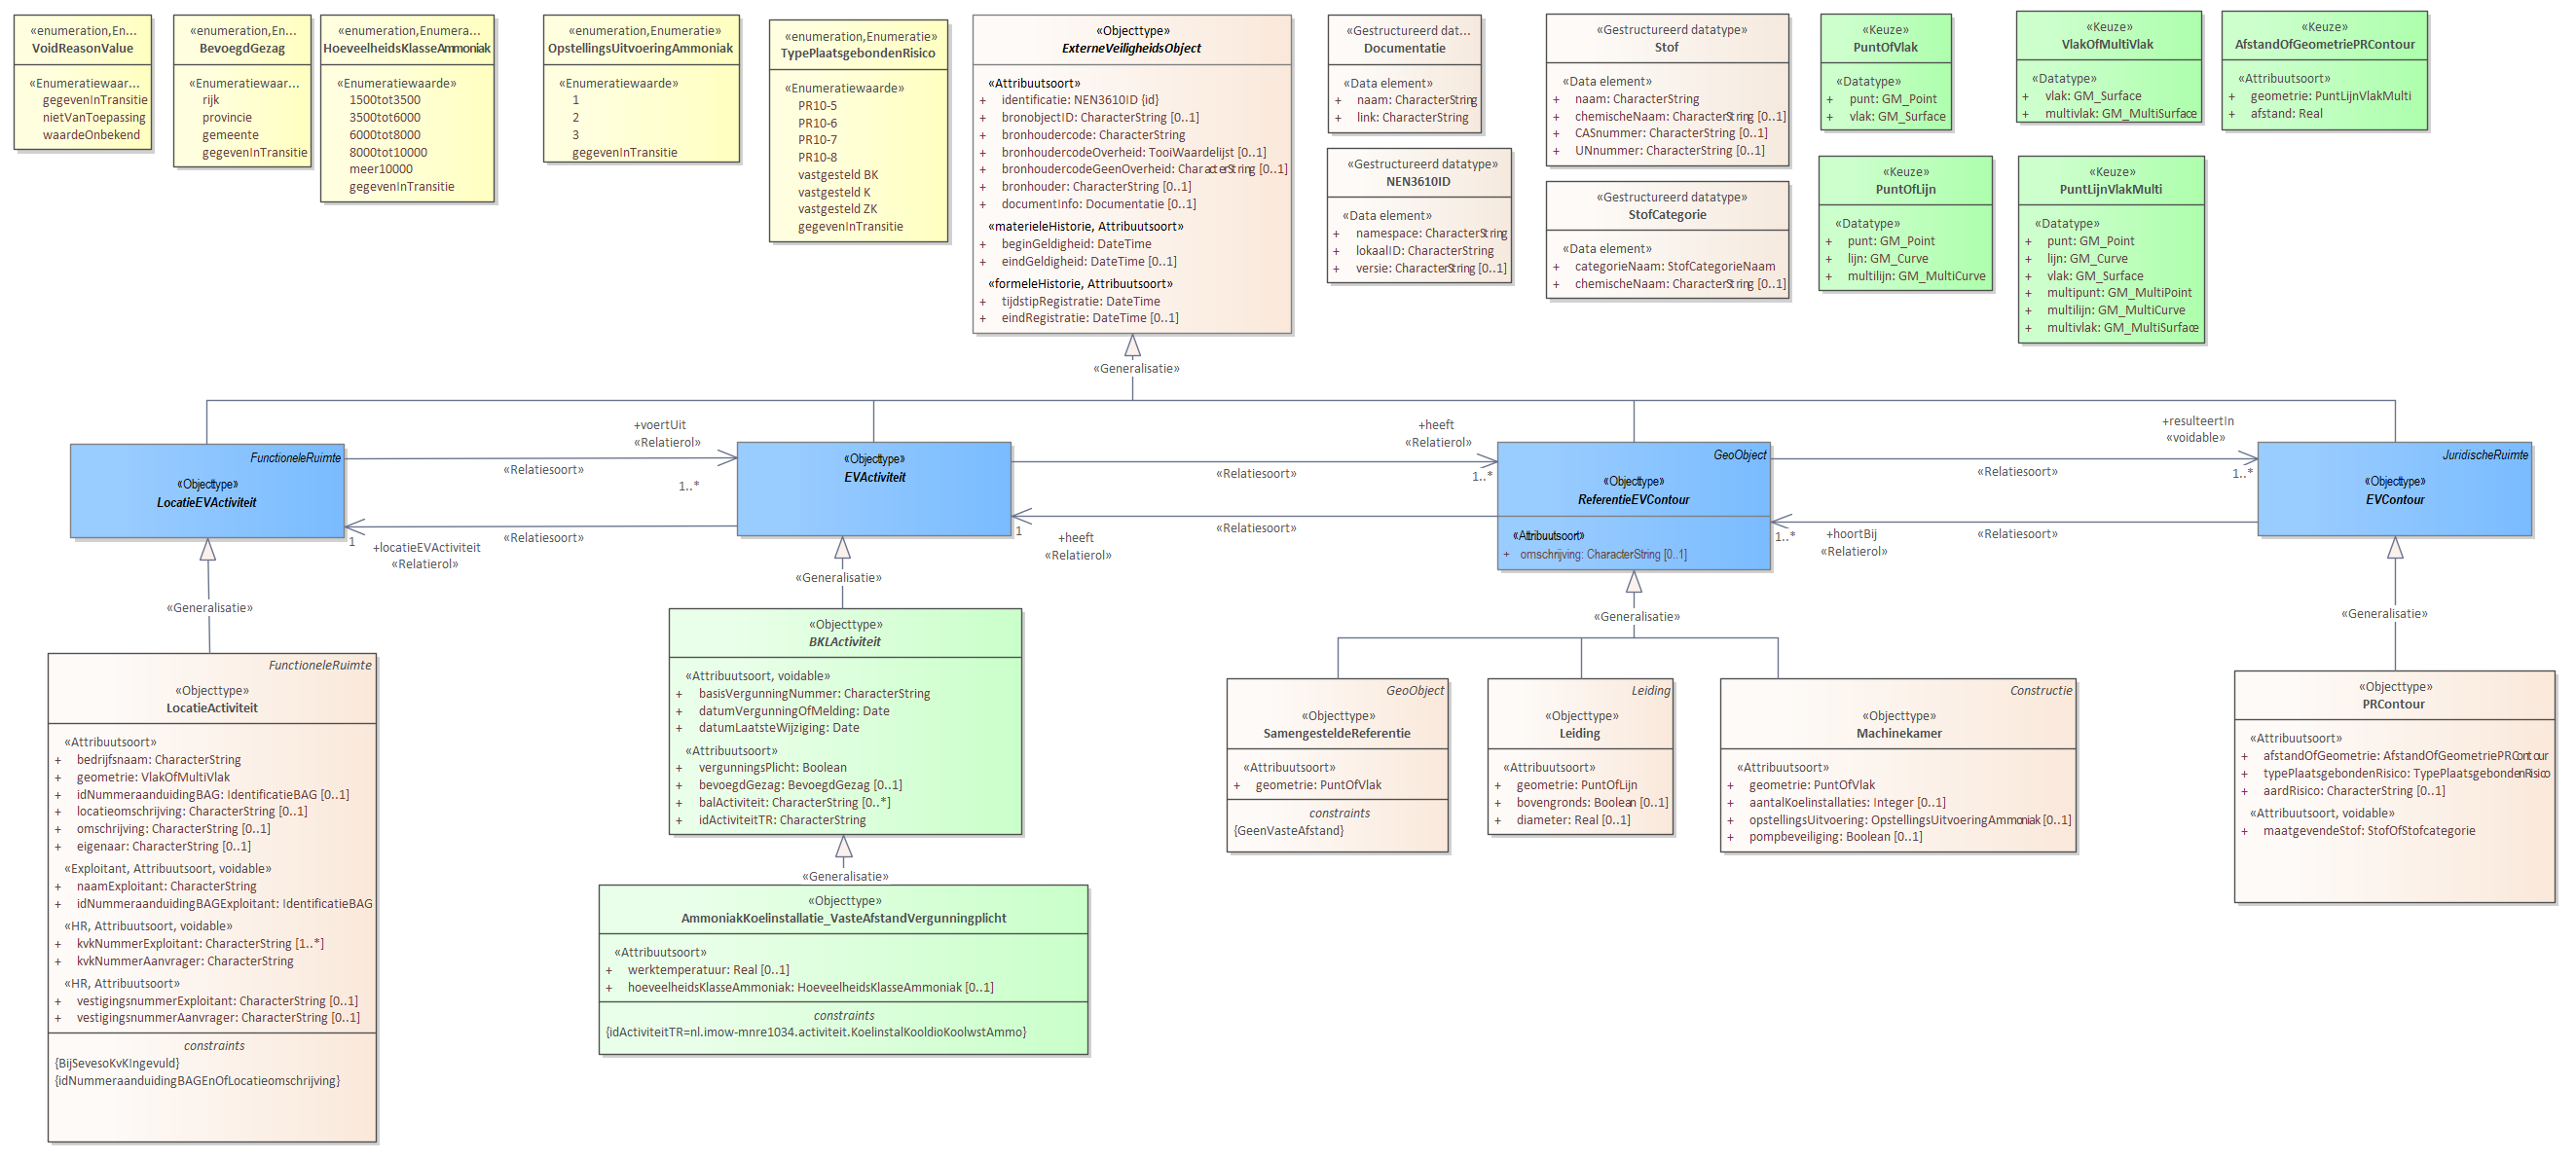 «enumeration,En...
VoidReasonValue
«Enumeratiewaar...
gegevenInTransitie
nietVanToepassing
waardeOnbekend
«enumeration,En...
BevoegdGezag
«Enumeratiewaar...
rijk
provincie
gemeente
gegevenInTransitie
«enumeration,Enumera...
HoeveelheidsKlasseAmmoniak
«Enumeratiewaarde»
1500tot3500
3500tot6000
6000tot8000
8000tot10000
meer10000
gegevenInTransitie
«enumeration,Enumeratie»
OpstellingsUitvoeringAmmoniak
«Enumeratiewaarde»
1
2
3
gegevenInTransitie
«enumeration,Enumeratie»
TypePlaatsgebondenRisico
«Enumeratiewaarde»
PR10-5
PR10-6
PR10-7
PR10-8
vastgesteld BK
vastgesteld K
vastgesteld ZK
gegevenInTransitie
«Objecttype»
ExterneVeiligheidsObject
«Attribuutsoort»
+ identificatie: NEN3610ID {id}
+ bronobjectID: CharacterString [0..1]
+ bronhoudercode: CharacterString
+ bronhoudercodeOverheid: TooiWaardelijst [0..1]
+ bronhoudercodeGeenOverheid: CharacterString [0..1]
+ bronhouder: CharacterString [0..1]
+ documentInfo: Documentatie [0..1]
«materieleHistorie, Attribuutsoort»
+ beginGeldigheid: DateTime
+ eindGeldigheid: DateTime [0..1]
«formeleHistorie, Attribuutsoort»
+ tijdstipRegistratie: DateTime
+ eindRegistratie: DateTime [0..1]
«Gestructureerd dat...
Documentatie
«Data element»
+ naam: CharacterString
+ link: CharacterString
«Gestructureerd datatype»
NEN3610ID
«Data element»
+ namespace: CharacterString
+ lokaalID: CharacterString
+ versie: CharacterString [0..1]
«Gestructureerd datatype»
Stof
«Data element»
+ naam: CharacterString
+ chemischeNaam: CharacterString [0..1]
+ CASnummer: CharacterString [0..1]
+ UNnummer: CharacterString [0..1]
«Gestructureerd datatype»
StofCategorie
«Data element»
+ categorieNaam: StofCategorieNaam
+ chemischeNaam: CharacterString [0..1]
«Keuze»
PuntOfVlak
«Datatype»
+ punt: GM_Point
+ vlak: GM_Surface
«Keuze»
PuntOfLijn
«Datatype»
+ punt: GM_Point
+ lijn: GM_Curve
+ multilijn: GM_MultiCurve
«Keuze»
VlakOfMultiVlak
«Datatype»
+ vlak: GM_Surface
+ multivlak: GM_MultiSurface
«Keuze»
PuntLijnVlakMulti
«Datatype»
+ punt: GM_Point
+ lijn: GM_Curve
+ vlak: GM_Surface
+ multipunt: GM_MultiPoint
+ multilijn: GM_MultiCurve
+ multivlak: GM_MultiSurface
«Keuze»
AfstandOfGeometriePRContour
«Attribuutsoort»
+ geometrie: PuntLijnVlakMulti
+ afstand: Real
«Generalisatie»
FunctioneleRuimte
«Objecttype»
LocatieEVActiviteit
+voertUit
«Relatierol»
«Relatiesoort»
1..*
«Relatiesoort»
1
+locatieEVActiviteit
«Relatierol»
«Objecttype»
EVActiviteit
+heeft
«Relatierol»
«Relatiesoort»
1..*
«Relatiesoort»
1
+heeft
«Relatierol»
GeoObject
«Objecttype»
ReferentieEVContour
«Attribuutsoort»
+ omschrijving: CharacterString [0..1]
+resulteertIn
«voidable»
«Relatiesoort»
1..*
«Relatiesoort»
1..*
+hoortBij
«Relatierol»
JuridischeRuimte
«Objecttype»
EVContour
«Generalisatie»
«Generalisatie»
«Generalisatie»
«Generalisatie»
FunctioneleRuimte
«Objecttype»
LocatieActiviteit
«Attribuutsoort»
+ bedrijfsnaam: CharacterString
+ geometrie: VlakOfMultiVlak
+ idNummeraanduidingBAG: IdentificatieBAG [0..1]
+ locatieomschrijving: CharacterString [0..1]
+ omschrijving: CharacterString [0..1]
+ eigenaar: CharacterString [0..1]
«Exploitant, Attribuutsoort, voidable»
+ naamExploitant: CharacterString
+ idNummeraanduidingBAGExploitant: IdentificatieBAG
«HR, Attribuutsoort, voidable»
+ kvkNummerExploitant: CharacterString [1..*]
+ kvkNummerAanvrager: CharacterString
«HR, Attribuutsoort»
+ vestigingsnummerExploitant: CharacterString [0..1]
+ vestigingsnummerAanvrager: CharacterString [0..1]
constraints
{BijSevesoKvKIngevuld}
{idNummeraanduidingBAGEnOfLocatieomschrijving}
«Objecttype»
BKLActiviteit
«Attribuutsoort, voidable»
+ basisVergunningNummer: CharacterString
+ datumVergunningOfMelding: Date
+ datumLaatsteWijziging: Date
«Attribuutsoort»
+ vergunningsPlicht: Boolean
+ bevoegdGezag: BevoegdGezag [0..1]
+ balActiviteit: CharacterString [0..*]
+ idActiviteitTR: CharacterString
«Generalisatie»
«Objecttype»
AmmoniakKoelinstallatie_VasteAfstandVergunningplicht
«Attribuutsoort»
+ werktemperatuur: Real [0..1]
+ hoeveelheidsKlasseAmmoniak: HoeveelheidsKlasseAmmoniak [0..1]
constraints
{idActiviteitTR=nl.imow-mnre1034.activiteit.KoelinstalKooldioKoolwstAmmo}
GeoObject
«Objecttype»
SamengesteldeReferentie
«Attribuutsoort»
+ geometrie: PuntOfVlak
constraints
{GeenVasteAfstand}
Leiding
«Objecttype»
Leiding
«Attribuutsoort»
+ geometrie: PuntOfLijn
+ bovengronds: Boolean [0..1]
+ diameter: Real [0..1]
Constructie
«Objecttype»
Machinekamer
«Attribuutsoort»
+ geometrie: PuntOfVlak
+ aantalKoelinstallaties: Integer [0..1]
+ opstellingsUitvoering: OpstellingsUitvoeringAmmoniak [0..1]
+ pompbeveiliging: Boolean [0..1]
«Objecttype»
PRContour
«Attribuutsoort»
+ afstandOfGeometrie: AfstandOfGeometriePRContour
+ typePlaatsgebondenRisico: TypePlaatsgebondenRisico
+ aardRisico: CharacterString [0..1]
«Attribuutsoort, voidable»
+ maatgevendeStof: StofOfStofcategorie